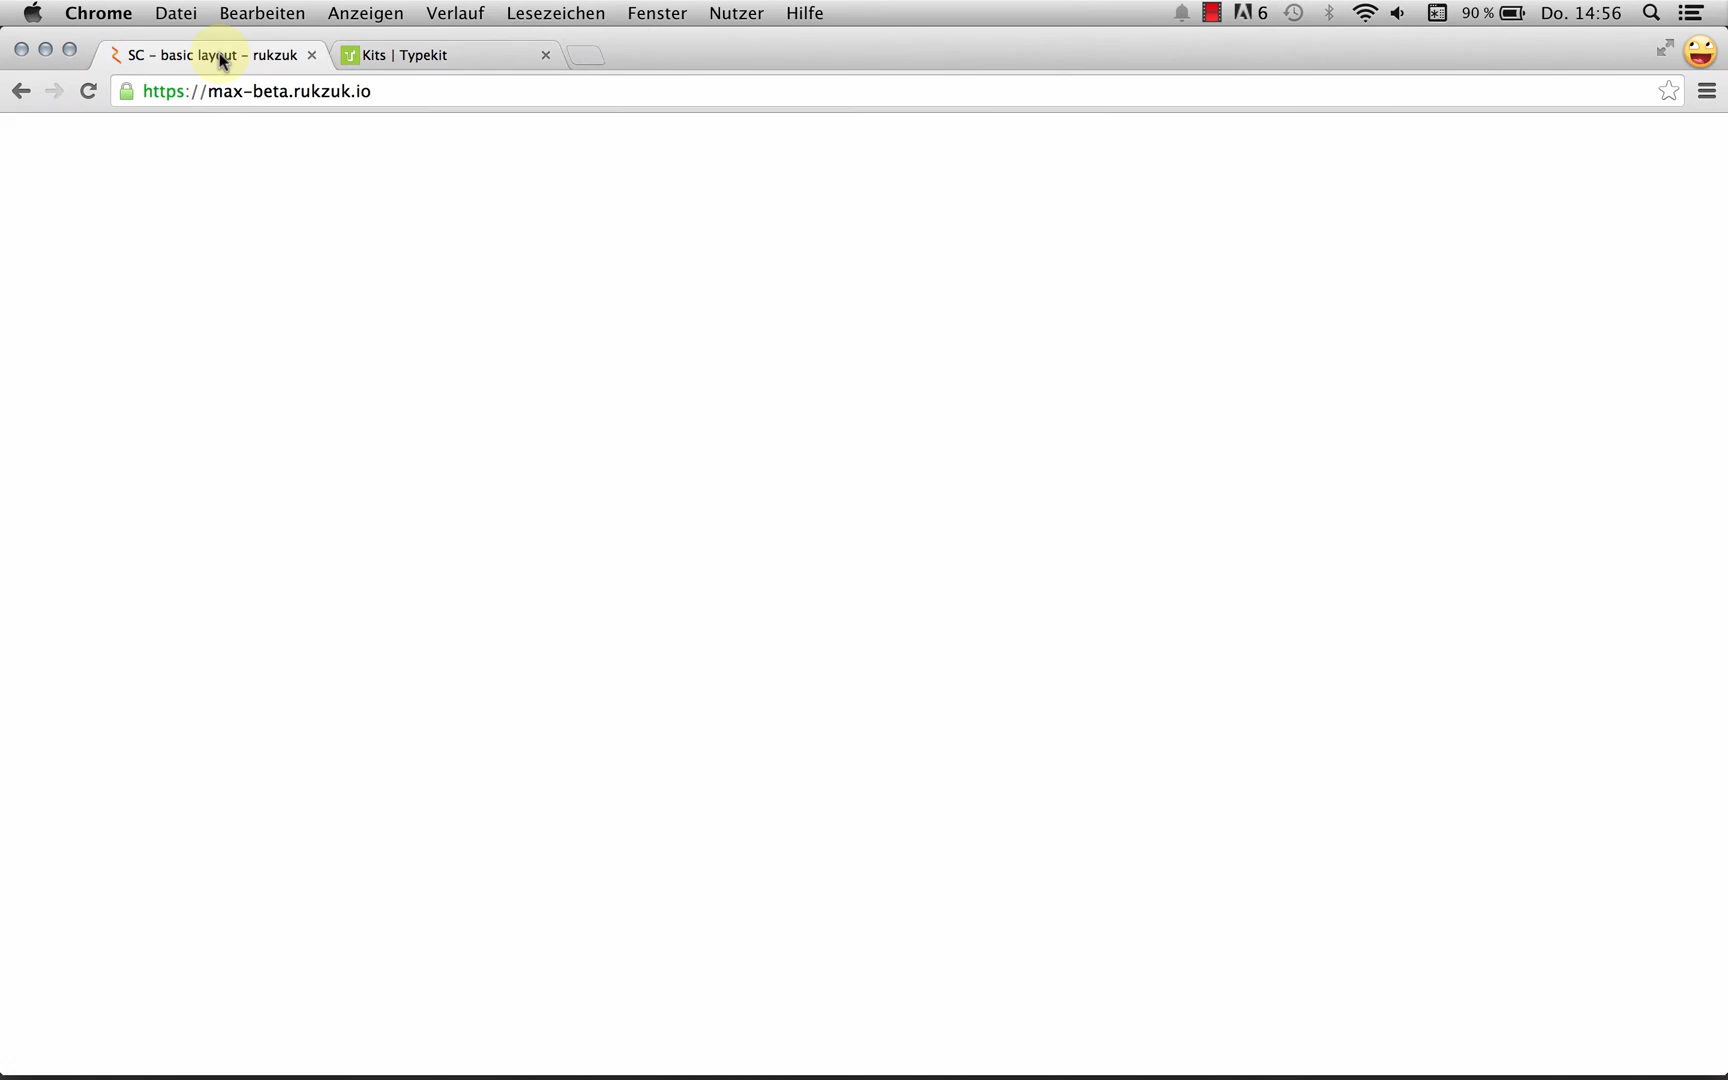 Chrome Datei Bearbeiten Anzeigen Verlauf Lesezeichen Fenster Nutzer Hilfe 6 90 % Do. 14:56
SC – basic layout – rukzuk Kits | Typekit
https://max-beta.rukzuk.io